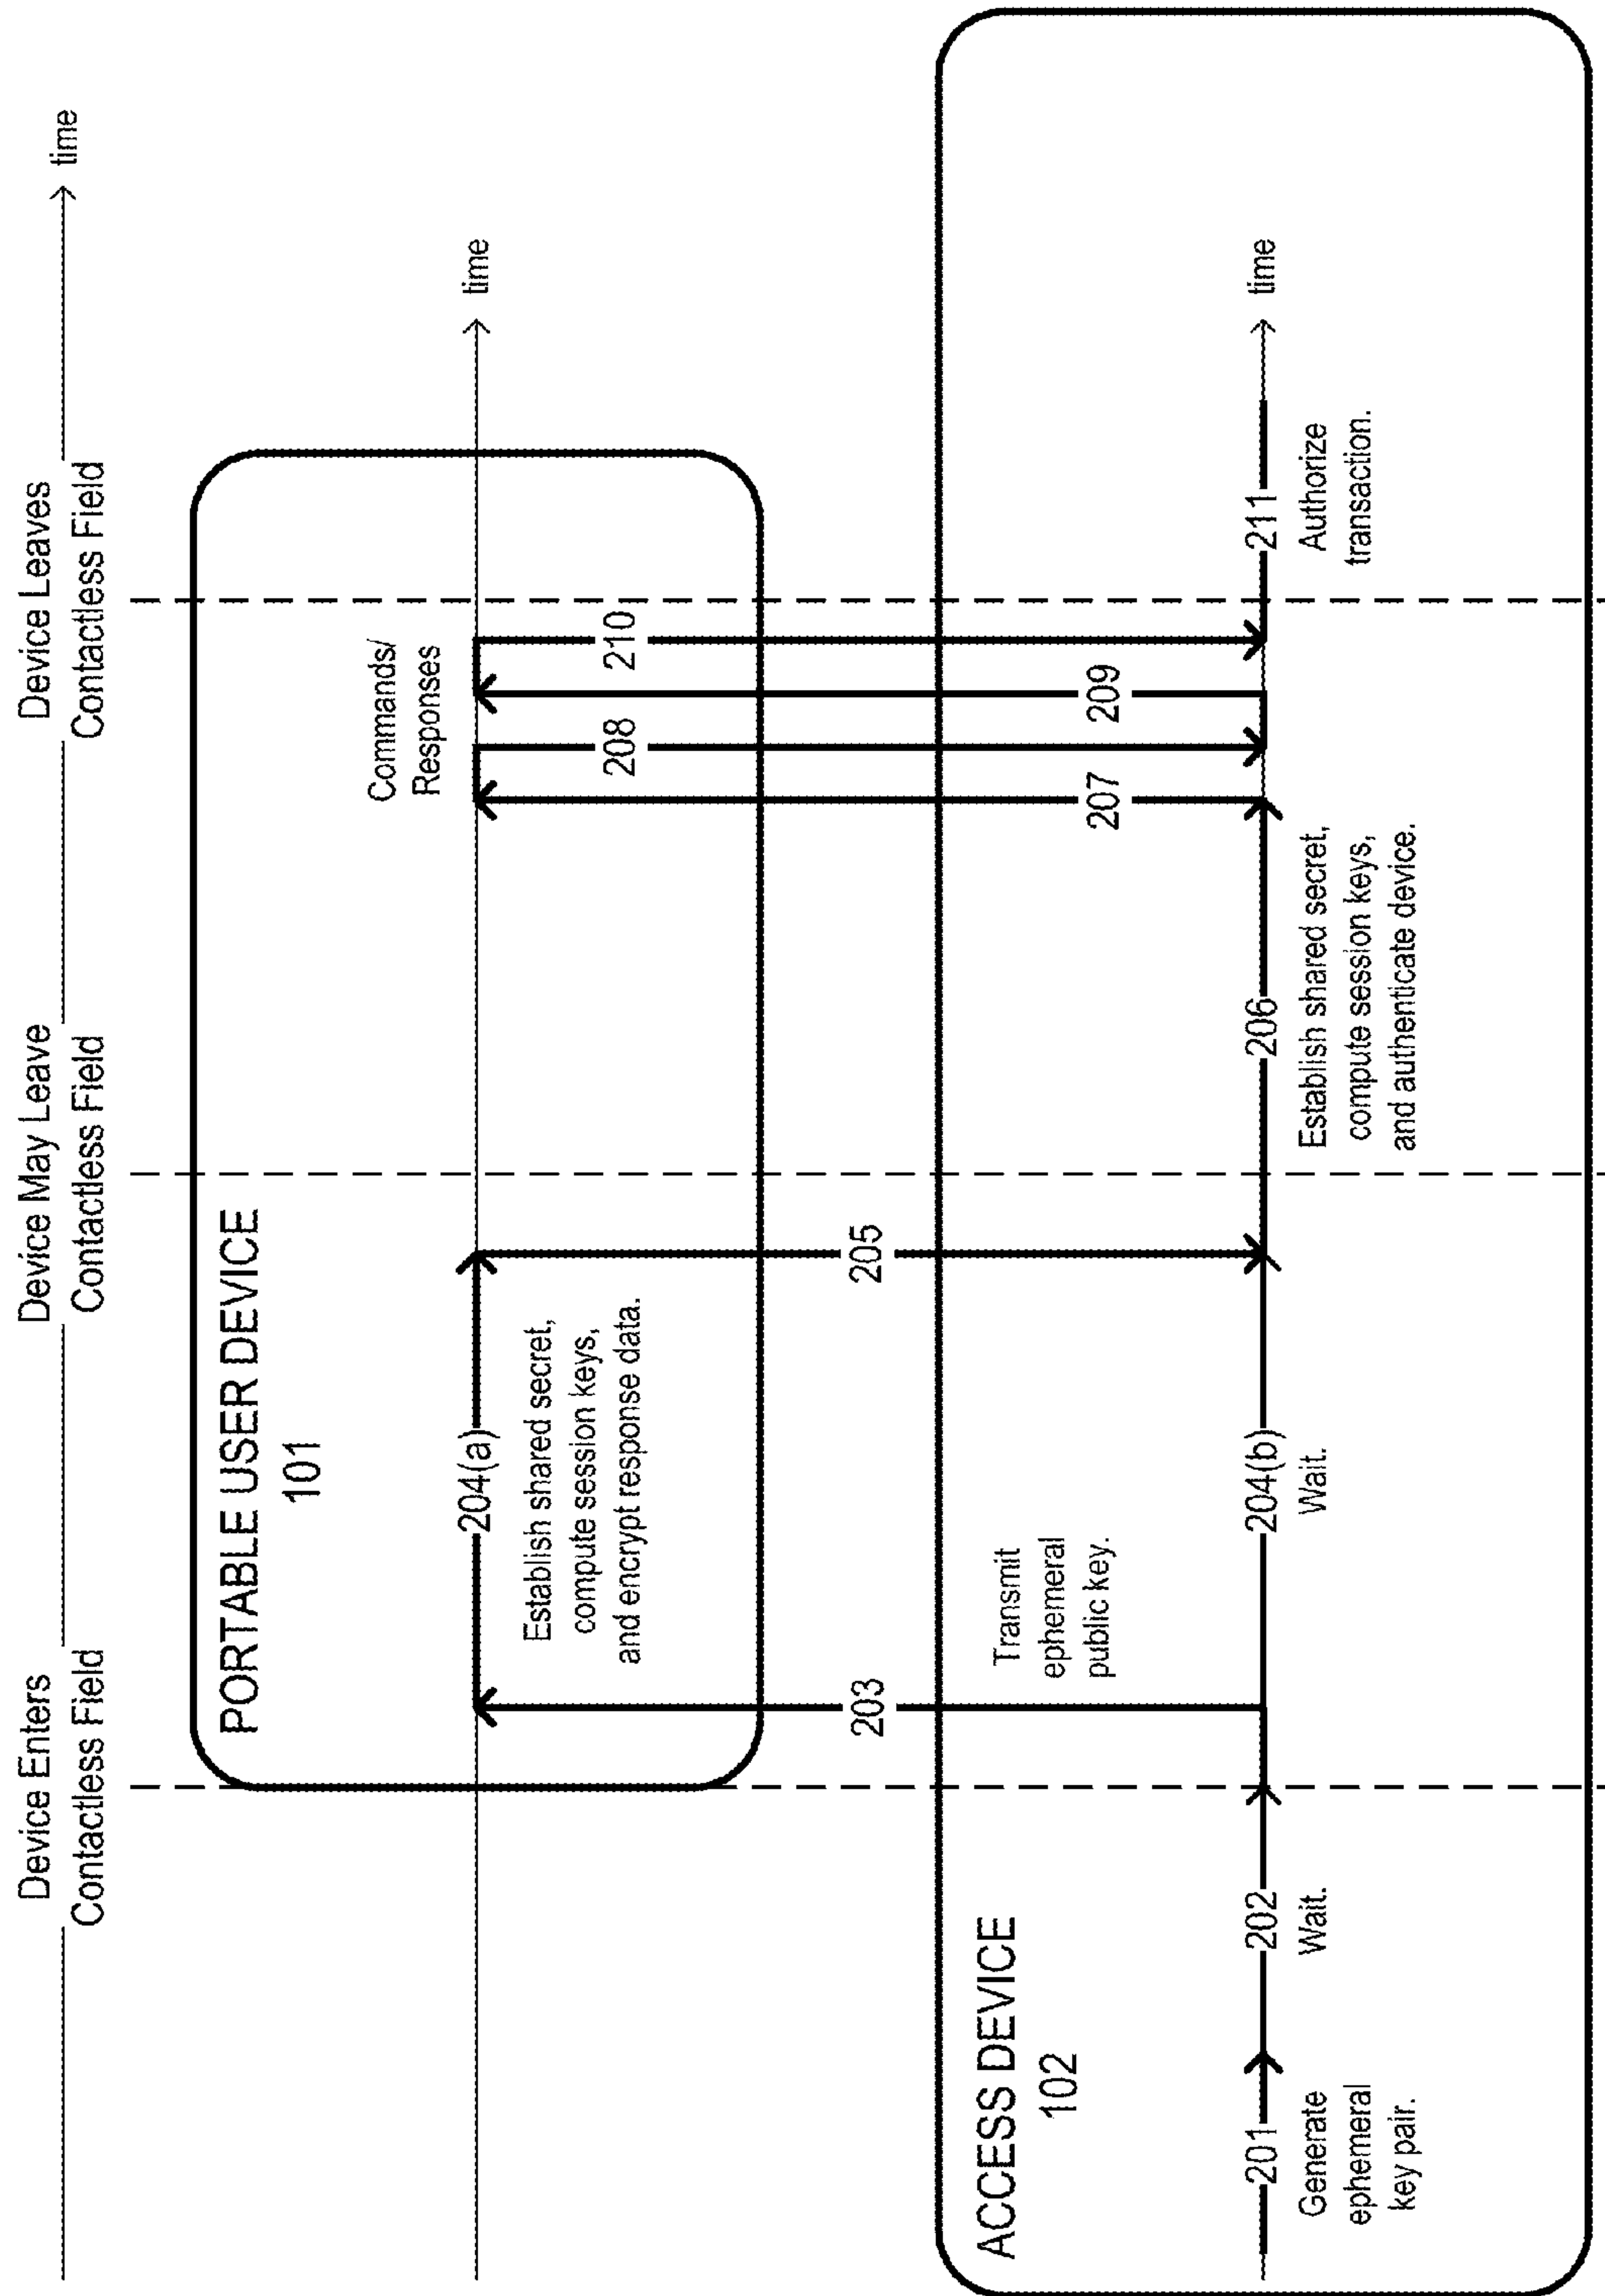 Device Enters
Contactless Field
Device May Leave
Contactless Field
Device Leaves
Contactless Field
time
PORTABLE USER DEVICE
101
204(a)
Establish shared secret,
compute session keys,
and encrypt response data.
Commands/
Responses
time
203
205
208
210
207
209
ACCESS DEVICE
102
Transmit
ephemeral
public key.
201
Generate
ephemeral
key pair.
202
Wait.
204(b)
Wait.
206
Establish shared secret,
compute session keys,
and authenticate device.
211
Authorize
transaction.
time